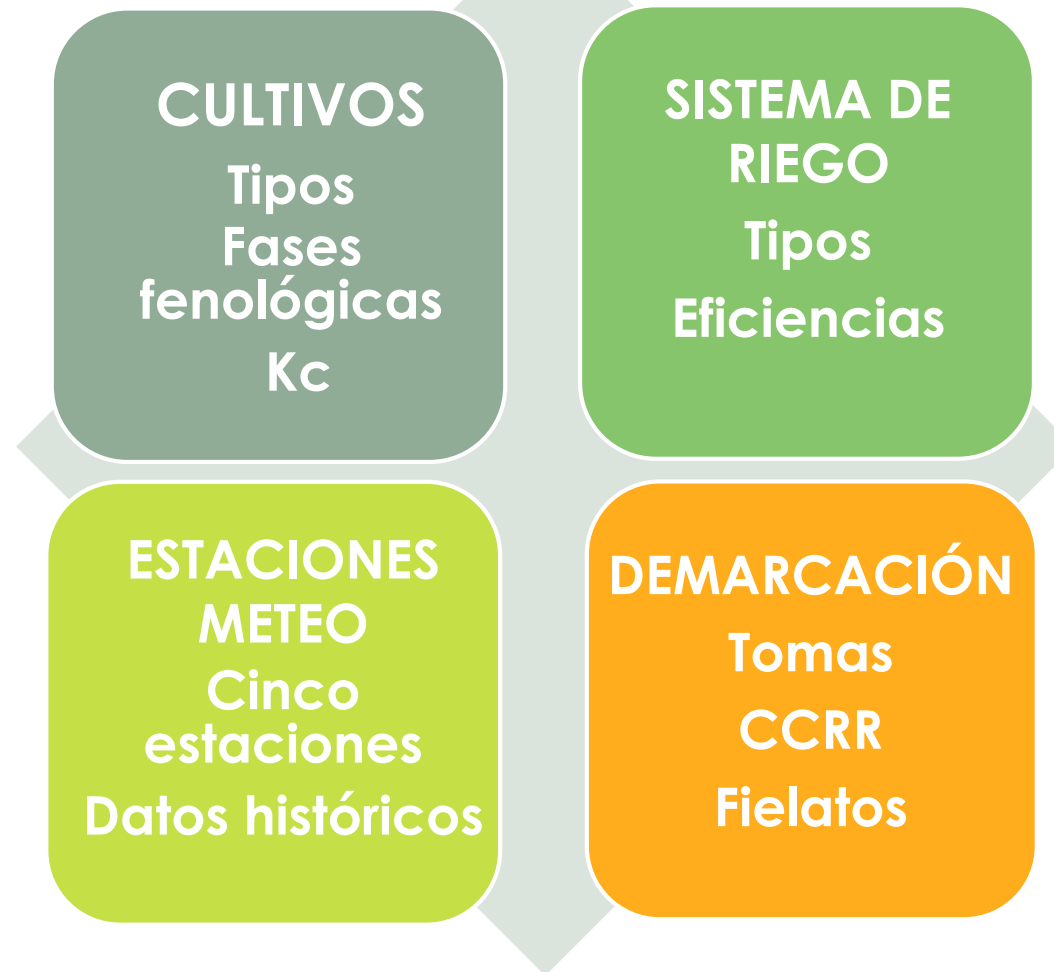 CULTIVOS
Tipos
Fases
fenológicas
Kc
SISTEMA DE
RIEGO
Tipos
Eficiencias
ESTACIONES
METEO
Cinco
estaciones
Datos históricos
DEMARCACIÓN
Tomas
CCRR
Fielatos